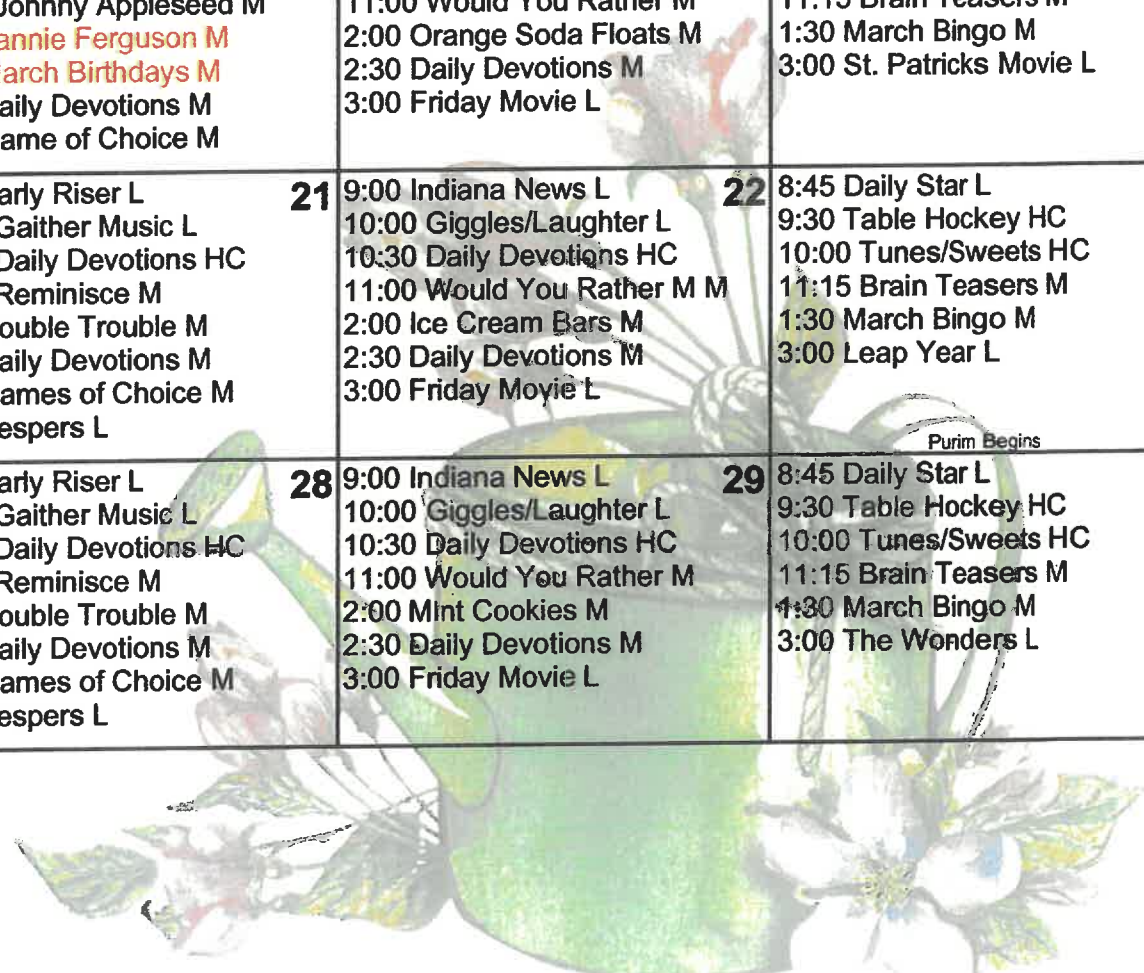 Johnny Appleseed M
annie Ferguson M
arch Birthdays M
aily Devotions M
ame of Choice M
11:00 Would You Rather M
2:00 Orange Soda Floats M
2:30 Daily Devotions M
3:00 Friday Movie L
11:15 Brain Teasers M
1:30 March Bingo M
3:00 St. Patricks Movie L
21
arly Riser L
Gaither Music L
Daily Devotions HC
Reminisce M
ouble Trouble M
aily Devotions M
ames of Choice M
espers L
22
9:00 Indiana News L
10:00 Giggles/Laughter L
10:30 Daily Devotions HC
11:00 Would You Rather M M
2:00 Ice Cream Bars M
2:30 Daily Devotions M
3:00 Friday Movie L
8:45 Daily Star L
9:30 Table Hockey HC
10:00 Tunes/Sweets HC
11:15 Brain Teasers M
1:30 March Bingo M
3:00 Leap Year L
Purim Begins
28
arly Riser L
Gaither Music L
Daily Devotions HC
Reminisce M
ouble Trouble M
aily Devotions M
ames of Choice M
espers L
29
9:00 Indiana News L
10:00 Giggles/Laughter L
10:30 Daily Devotions HC
11:00 Would You Rather M
2:00 Mint Cookies M
2:30 Daily Devotions M
3:00 Friday Movie L
8:45 Daily Star L
9:30 Table Hockey HC
10:00 Tunes/Sweets HC
11:15 Brain Teasers M
1:30 March Bingo M
3:00 The Wonders L